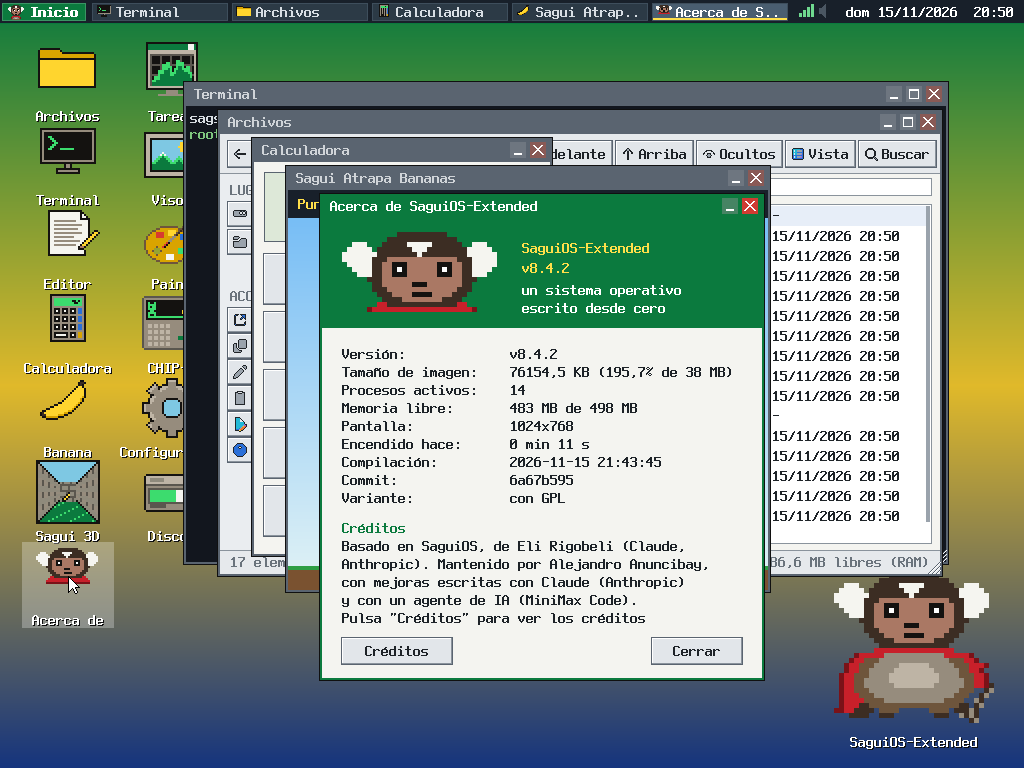 Inicio
Terminal
Archivos
Calculadora
Sagui Atrap..
Acerca de S..
dom 15/11/2026 20:50
Archivos
Terminal
Editor
Calculadora
Banana
Sagui 3D
Acerca de
Terminal
Archivos
Arriba
Ocultos
Vista
Buscar
Calculadora
Sagui Atrapa Bananas
Acerca de SaguiOS-Extended
SaguiOS-Extended
v8.4.2
un sistema operativo
escrito desde cero
Versión: v8.4.2
Tamaño de imagen: 76154,5 KB (195,7% de 38 MB)
Procesos activos: 14
Memoria libre: 483 MB de 498 MB
Pantalla: 1024x768
Encendido hace: 0 min 11 s
Compilación: 2026-11-15 21:43:45
Commit: 6a67b595
Variante: con GPL
Créditos
Basado en SaguiOS, de Eli Rigobeli (Claude,
Anthropic). Mantenido por Alejandro Anuncibay,
con mejoras escritas con Claude (Anthropic)
y con un agente de IA (MiniMax Code).
Pulsa "Créditos" para ver los créditos
Créditos
Cerrar
–
15/11/2026 20:50
15/11/2026 20:50
15/11/2026 20:50
15/11/2026 20:50
15/11/2026 20:50
15/11/2026 20:50
15/11/2026 20:50
15/11/2026 20:50
15/11/2026 20:50
–
15/11/2026 20:50
15/11/2026 20:50
15/11/2026 20:50
15/11/2026 20:50
15/11/2026 20:50
17 elem
86,6 MB libres (RAM)
SaguiOS-Extended